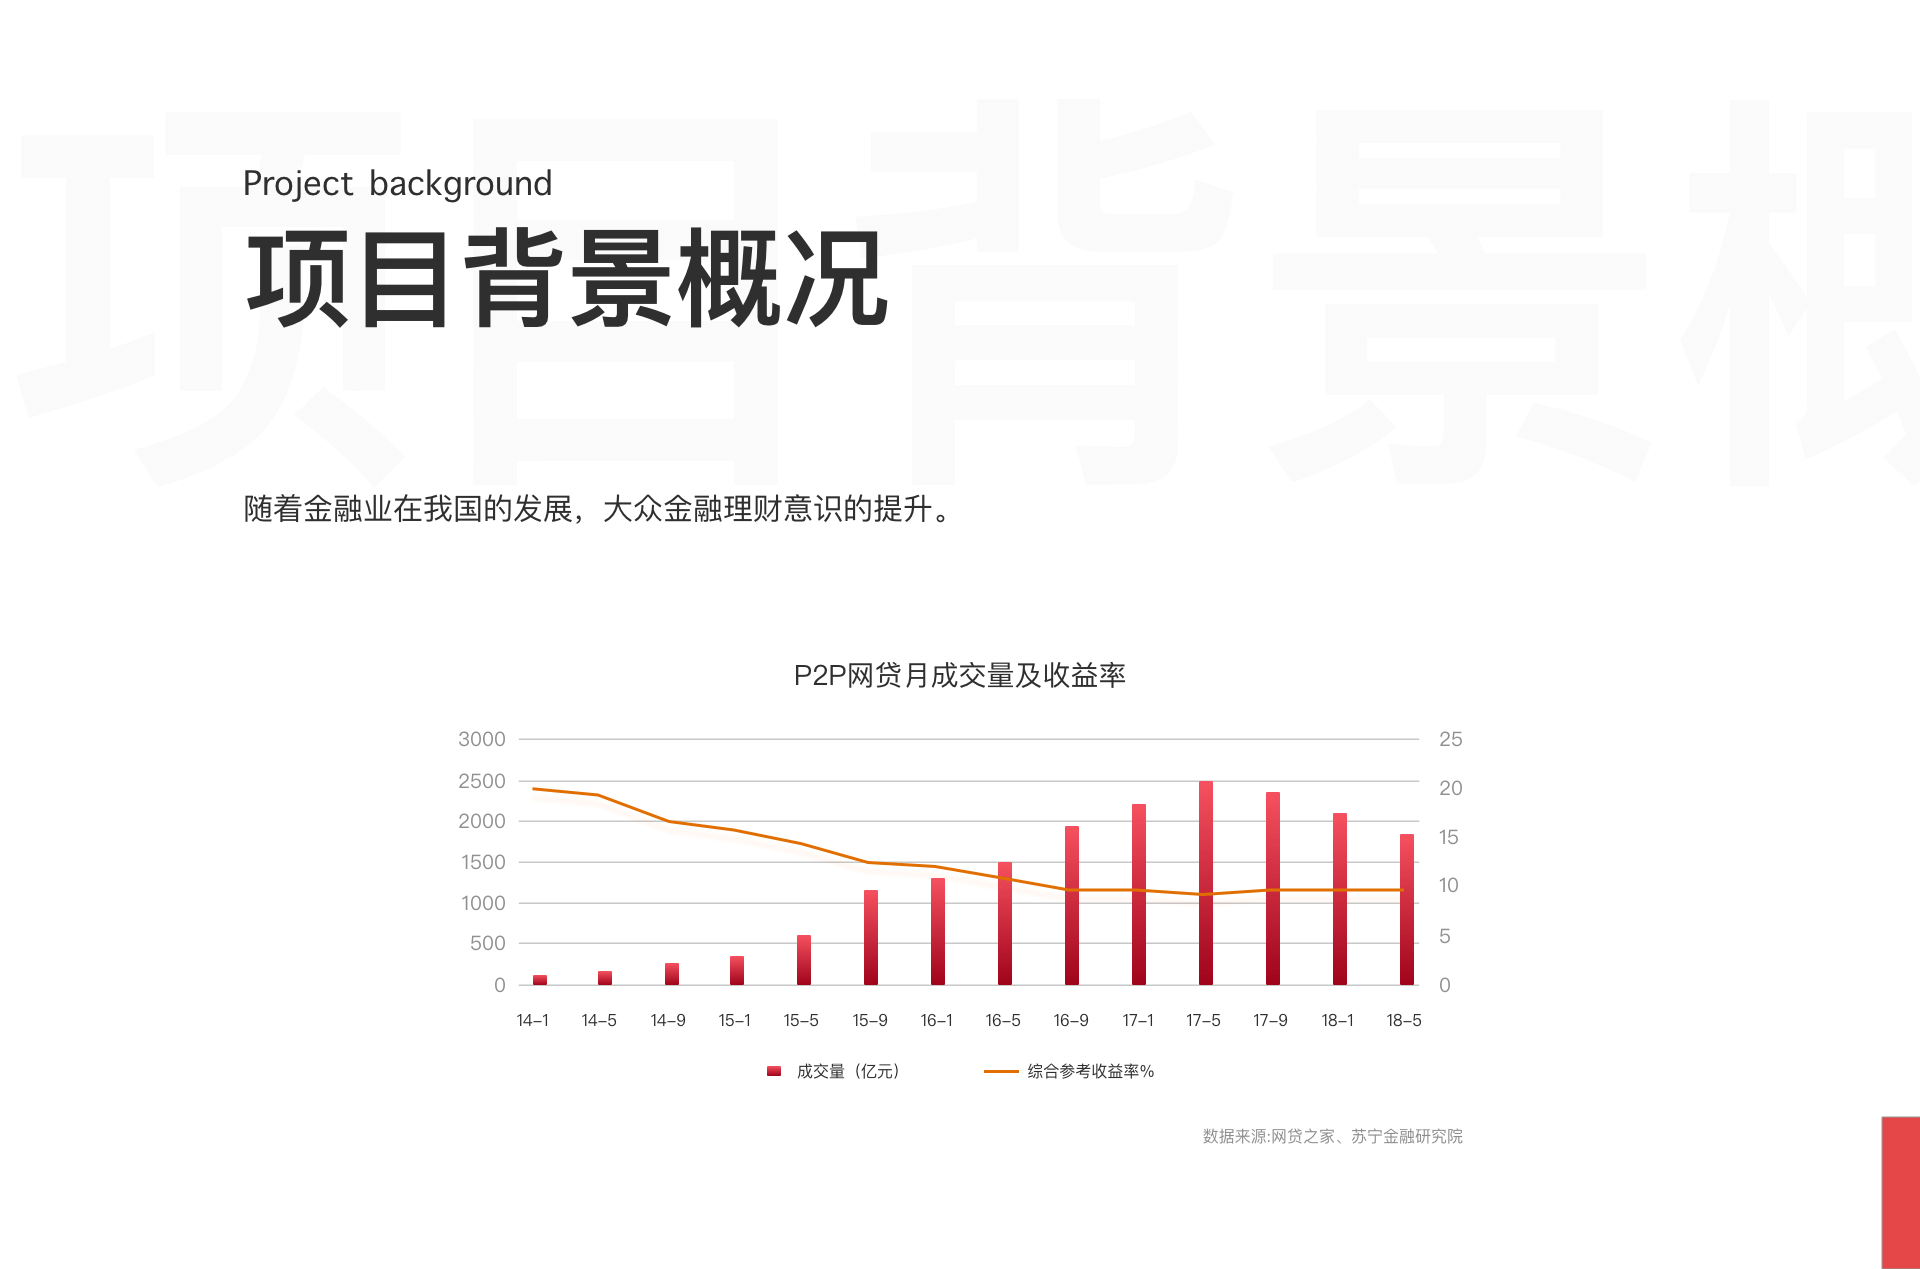 项目背景概
Project background
项目背景概况
随着金融业在我国的发展，大众金融理财意识的提升。
P2P网贷月成交量及收益率
3000 25
2500 20
2000 15
1500 10
1000 5
500 0
0
14–1 14–5 14–9 15–1 15–5 15–9 16–1 16–5 16–9 17–1 17–5 17–9 18–1 18–5
成交量（亿元） 综合参考收益率%
数据来源:网贷之家、苏宁金融研究院